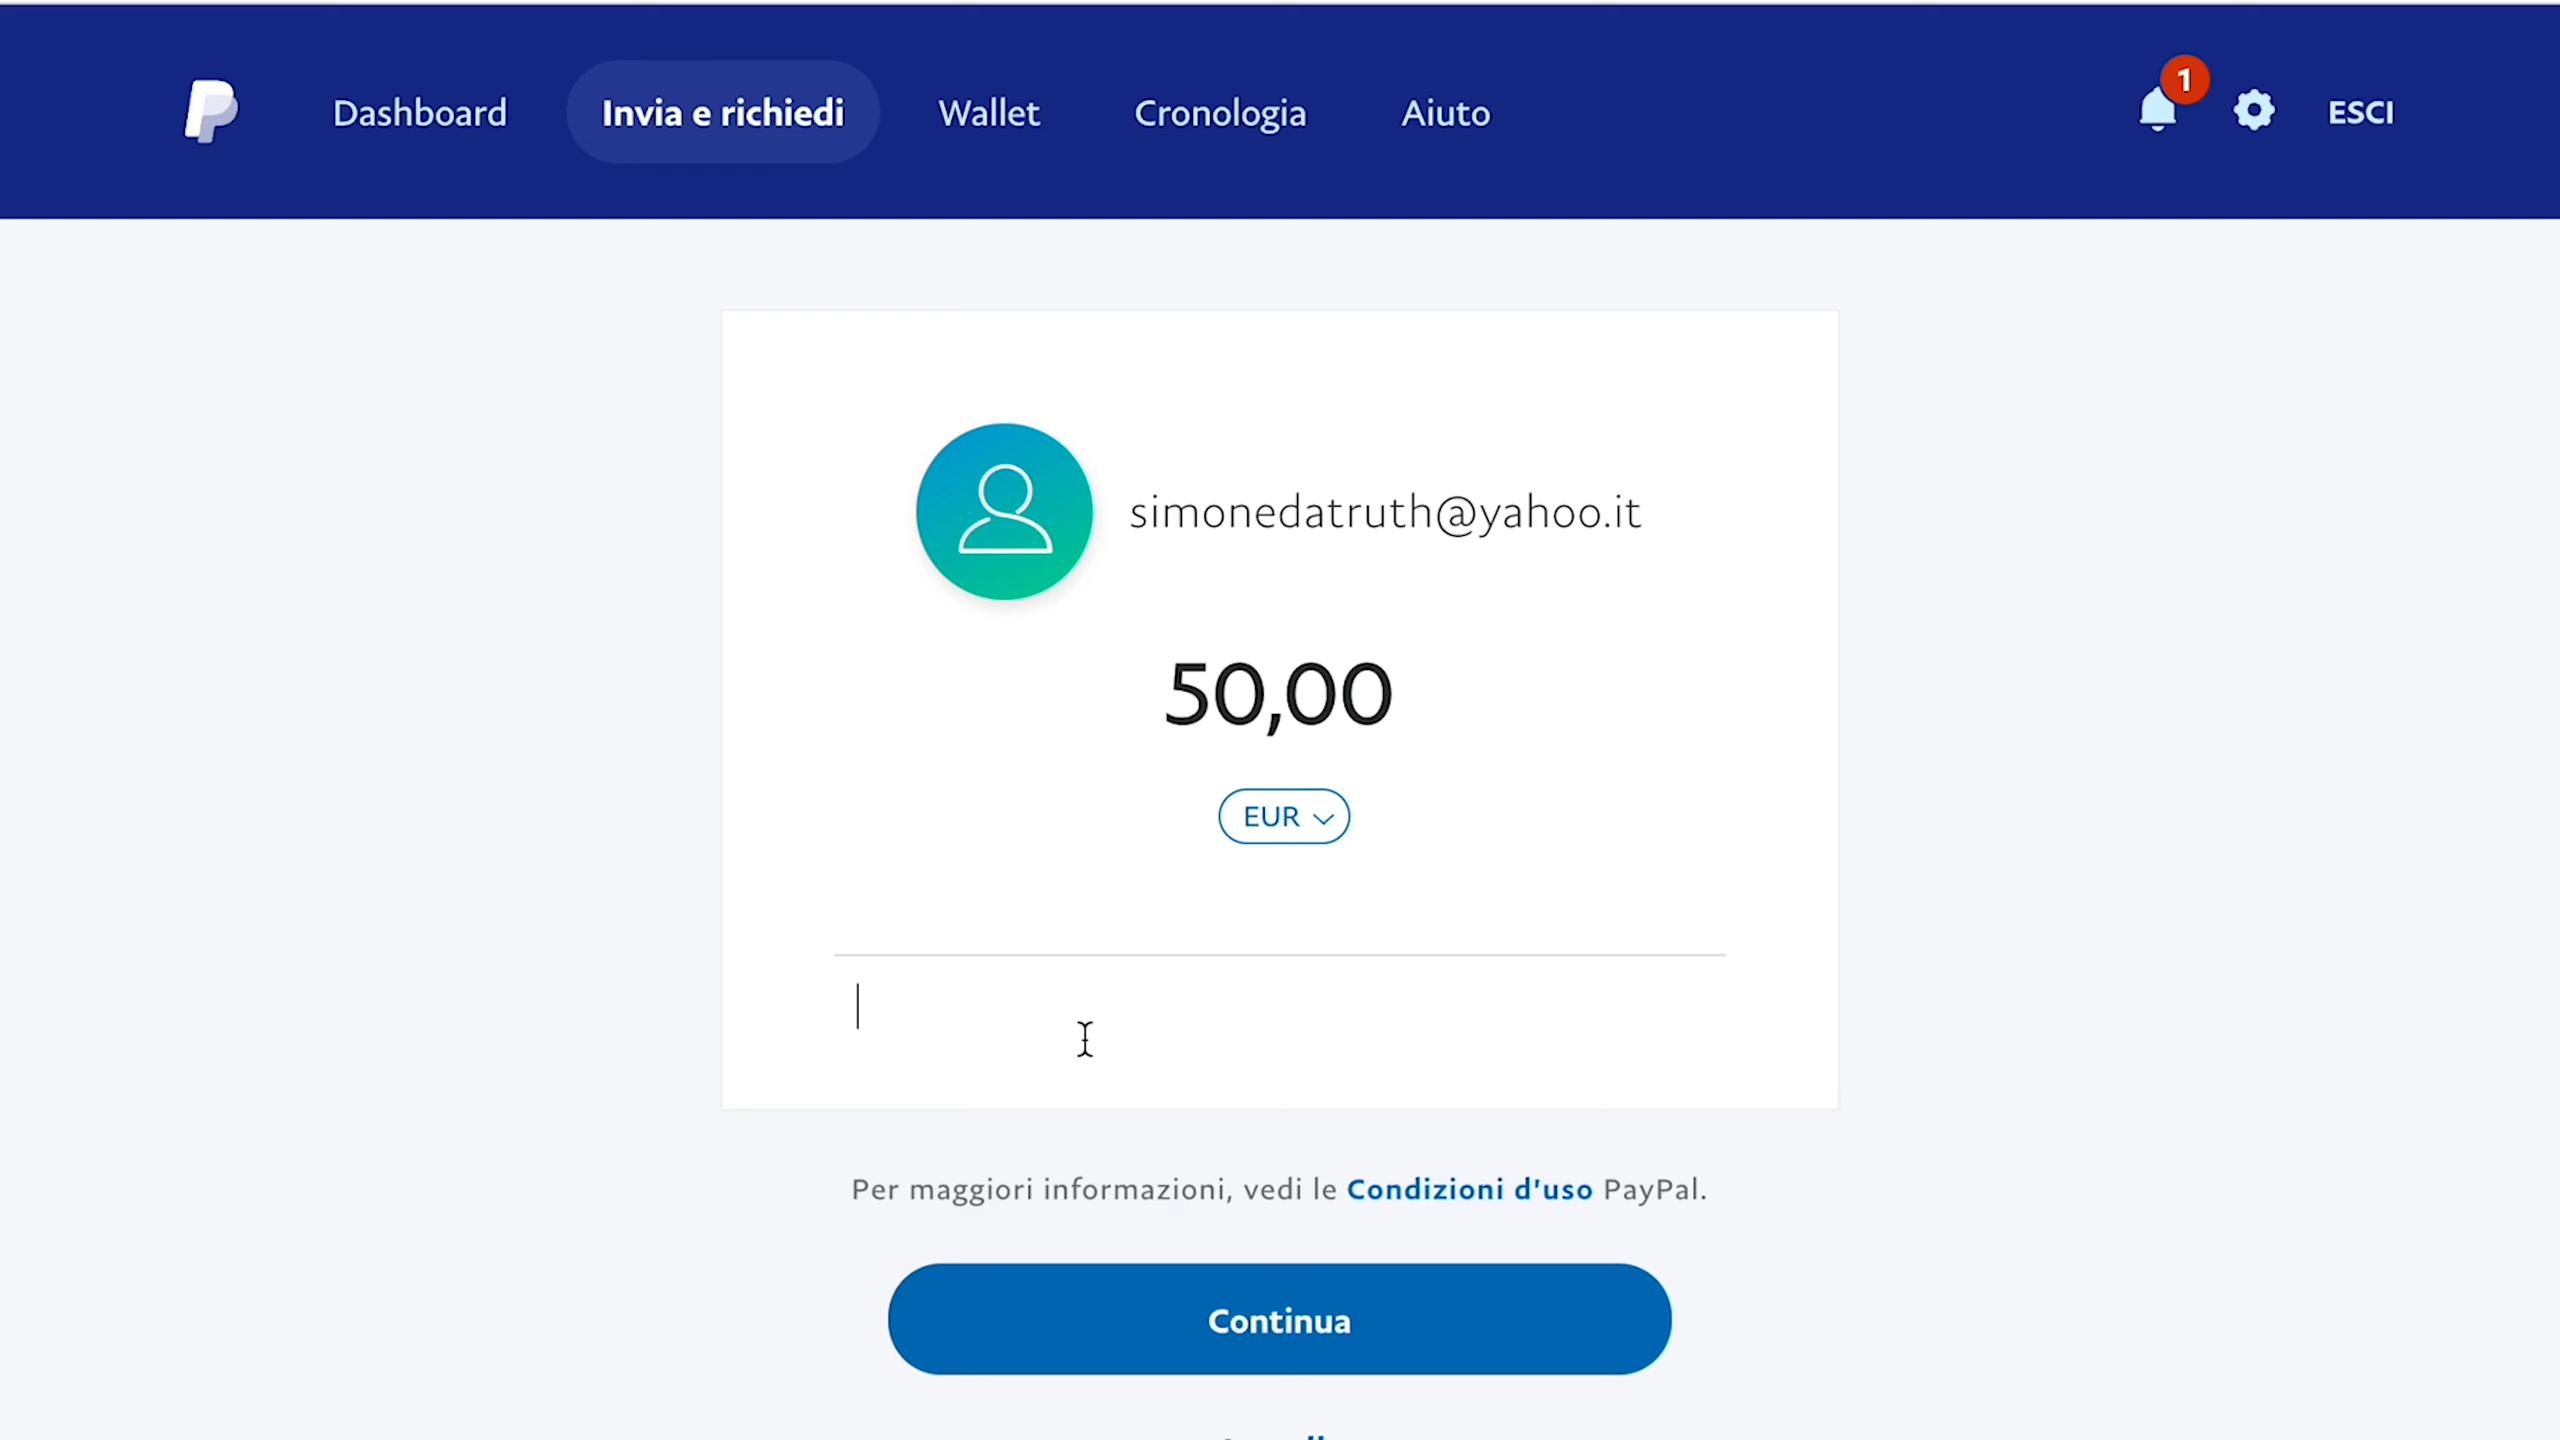 Dashboard Invia e richiedi Wallet Cronologia Aiuto 1 ESCI
simonedatruth@yahoo.it
50,00
EUR
Per maggiori informazioni, vedi le Condizioni d'uso PayPal.
Continua